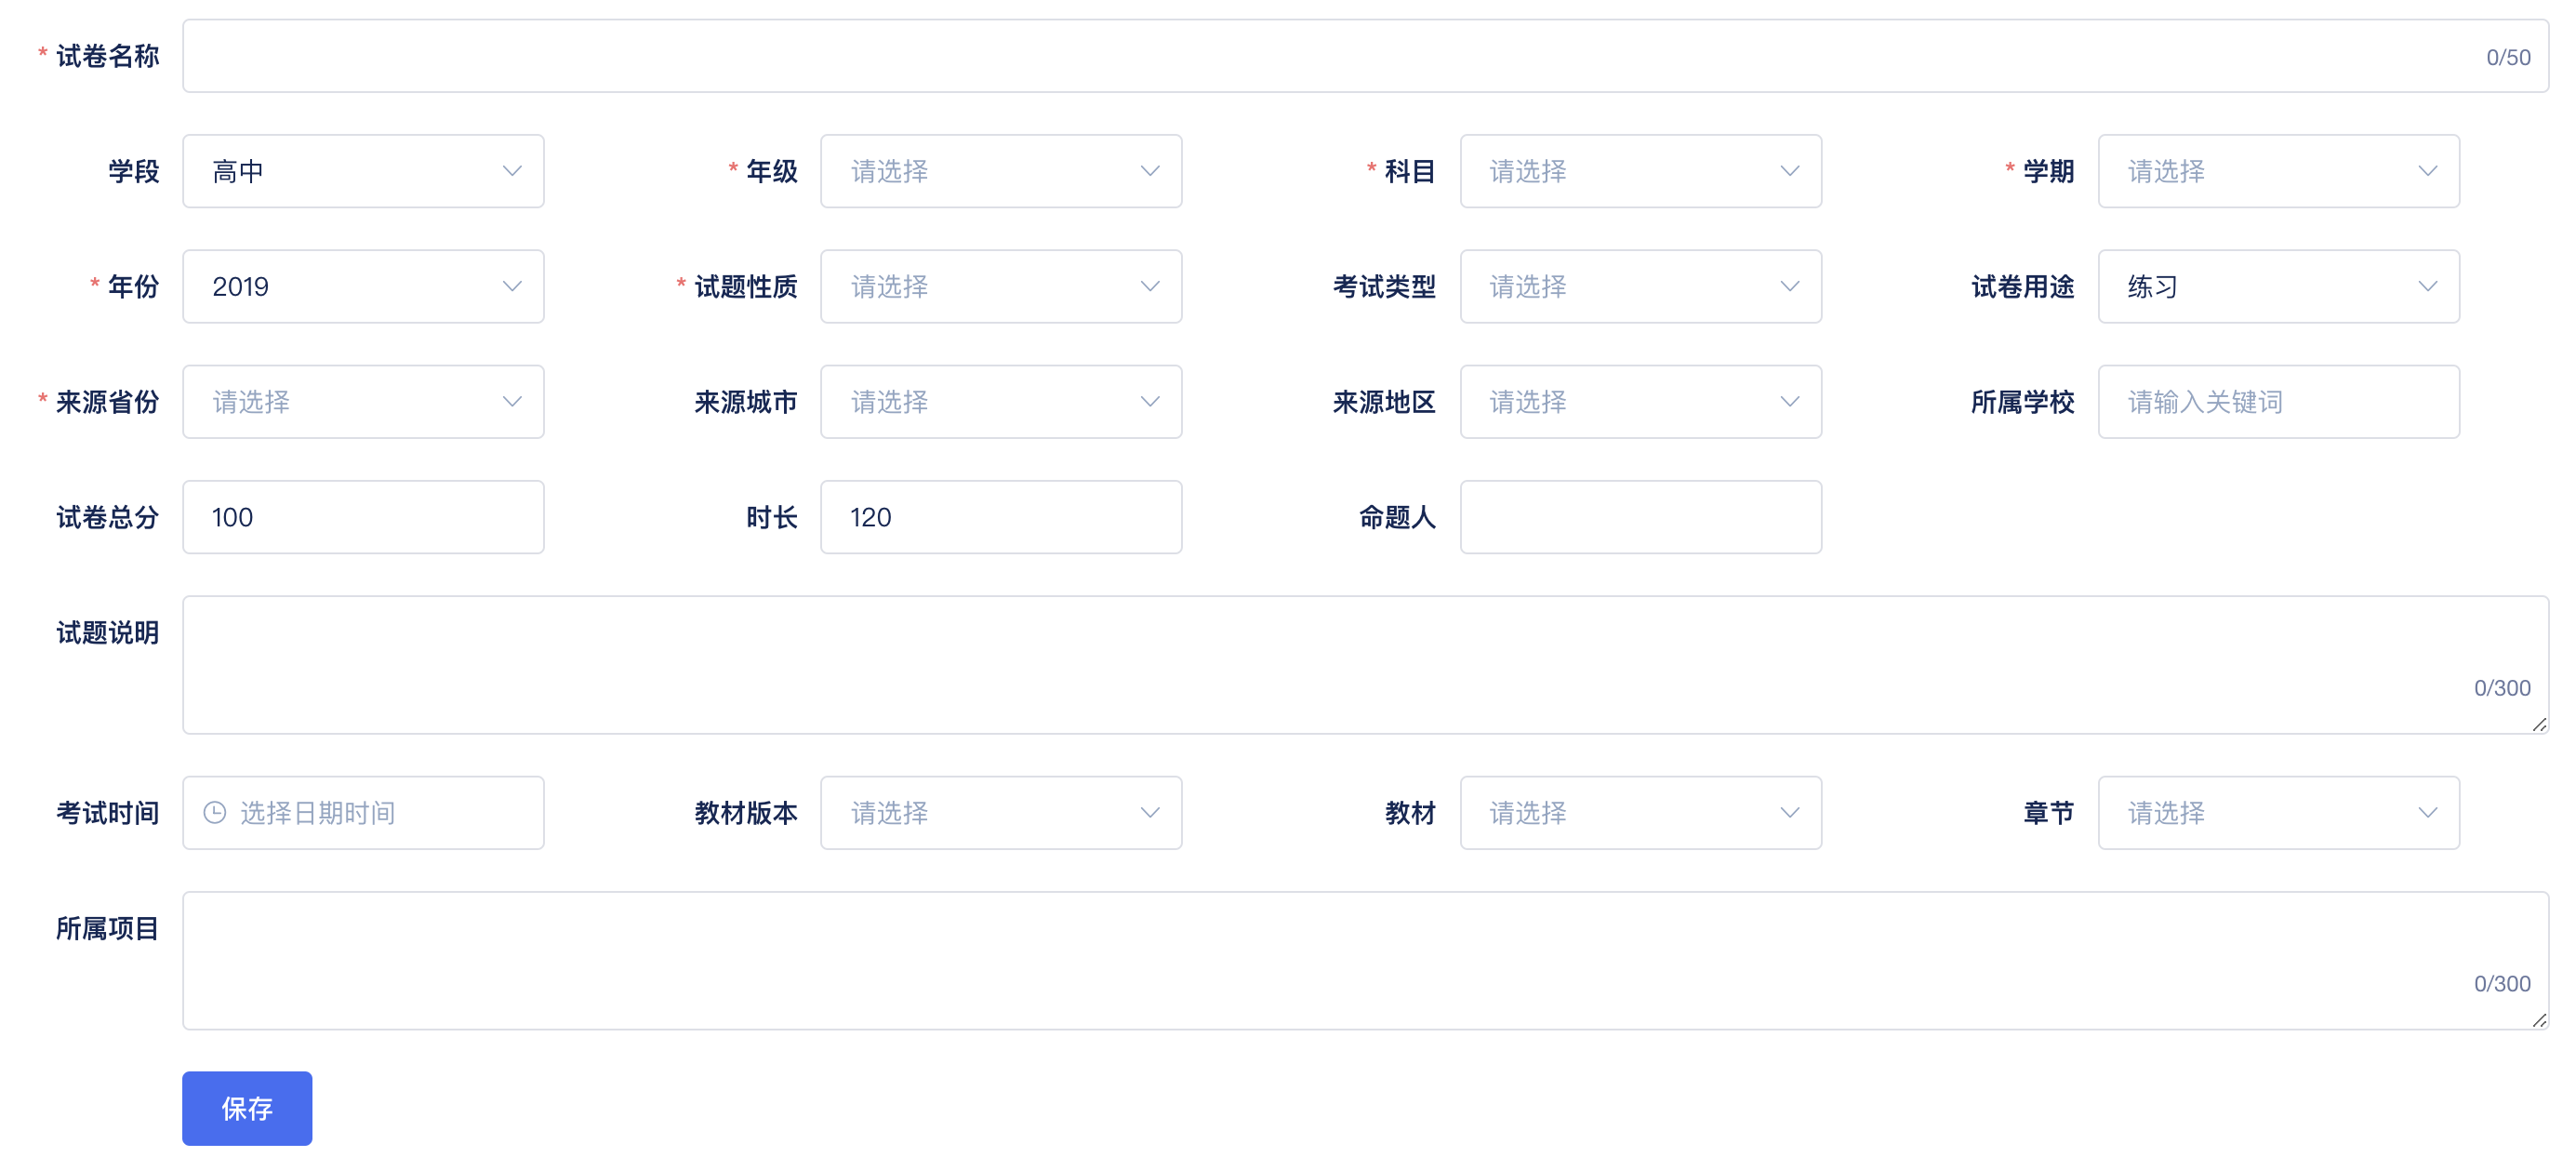 * 试卷名称 0/50
学段 高中 * 年级 请选择 * 科目 请选择 * 学期 请选择
* 年份 2019 * 试题性质 请选择 考试类型 请选择 试卷用途 练习
* 来源省份 请选择 来源城市 请选择 来源地区 请选择 所属学校 请输入关键词
试卷总分 100 时长 120 命题人
试题说明
0/300
考试时间 选择日期时间 教材版本 请选择 教材 请选择 章节 请选择
所属项目
0/300
保存